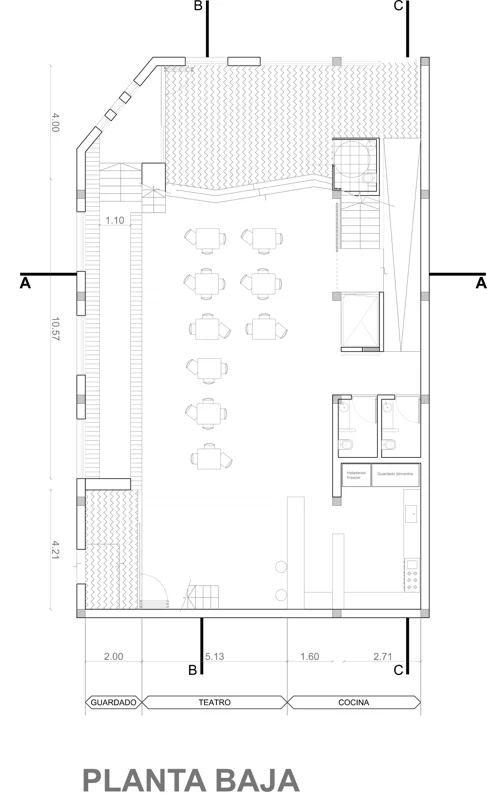 B
C
4.00
1.10
A
A
10.57
Heladeras/
Freezer
Guardado alimentos
4.21
2.00
5.13
1.60
2.71
B
C
GUARDADO
TEATRO
COCINA
PLANTA BAJA